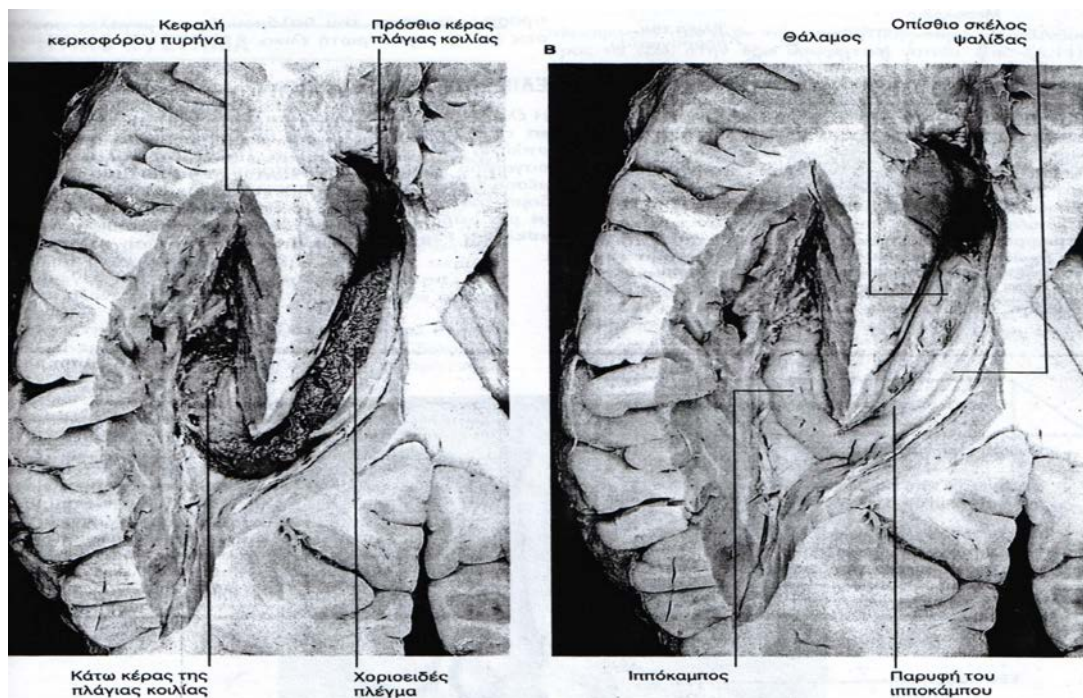 Κεφαλή
κερκοφόρου πυρήνα
Πρόσθιο κέρας
πλάγιας κοιλίας
B
Θάλαμος
Οπίσθιο σκέλος
ψαλίδας
Κάτω κέρας της
πλάγιας κοιλίας
Χοριοειδές
πλέγμα
Ιππόκαμπος
Παρυφή του
ιπποκάμπου